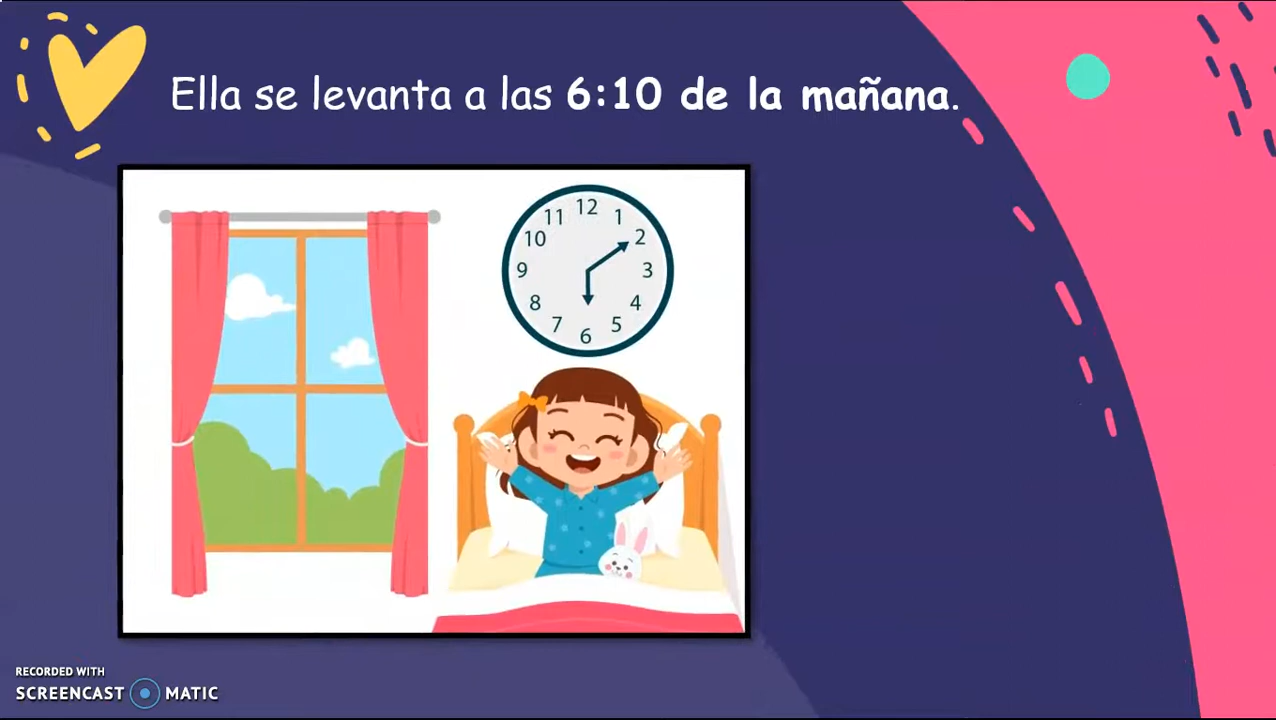 Ella se levanta a las 6:10 de la mañana.
12
11 1
10 2
9 3
8 4
7 5
6
RECORDED WITH
SCREENCAST MATIC